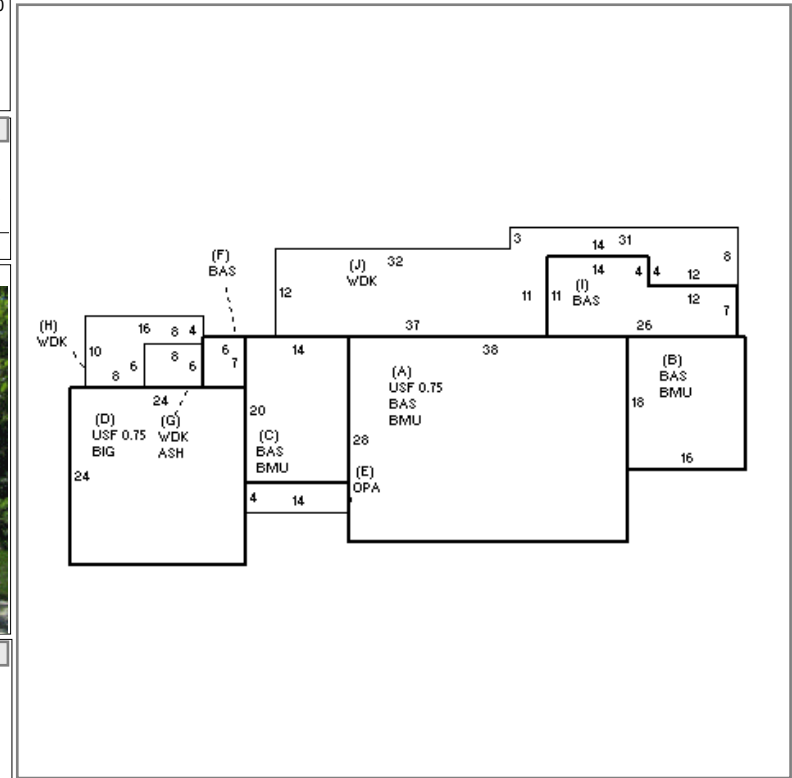 3
14 31
8
(F)
BAS
(J) 32
WDK
14 4 4 12
(I)
BAS
12
12
11 11
7
(H)
WDK
16 8 4
37
26
10
8
6
7
14
38
6
8
6
(B)
BAS
BMU
(A)
USF 0.75
BAS
BMU
24
20
18
(D)
USF 0.75
BIG
(G)
WDK
ASH
(C)
BAS
BMU
28
16
24
(E)
OPA
4 14